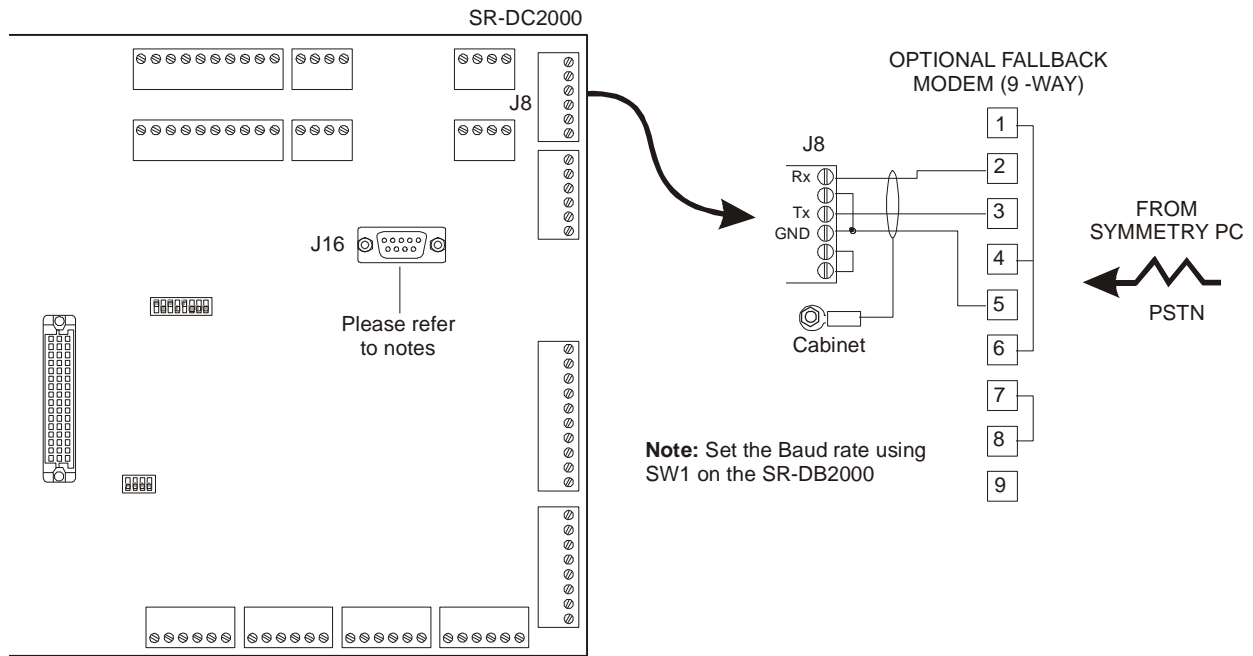 SR-DC2000
J8
J16
Please refer
to notes
OPTIONAL FALLBACK
MODEM (9 -WAY)
J8
Rx
Tx
GND
Cabinet
1
2
3
4
5
6
7
8
9
FROM
SYMMETRY PC
PSTN
Note: Set the Baud rate using
SW1 on the SR-DB2000